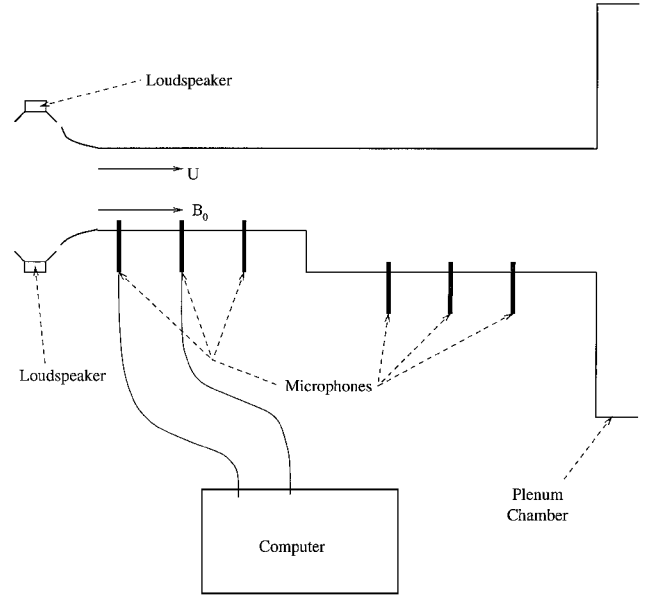 Loudspeaker
U
B₀
Loudspeaker
Microphones
Plenum
Chamber
Computer